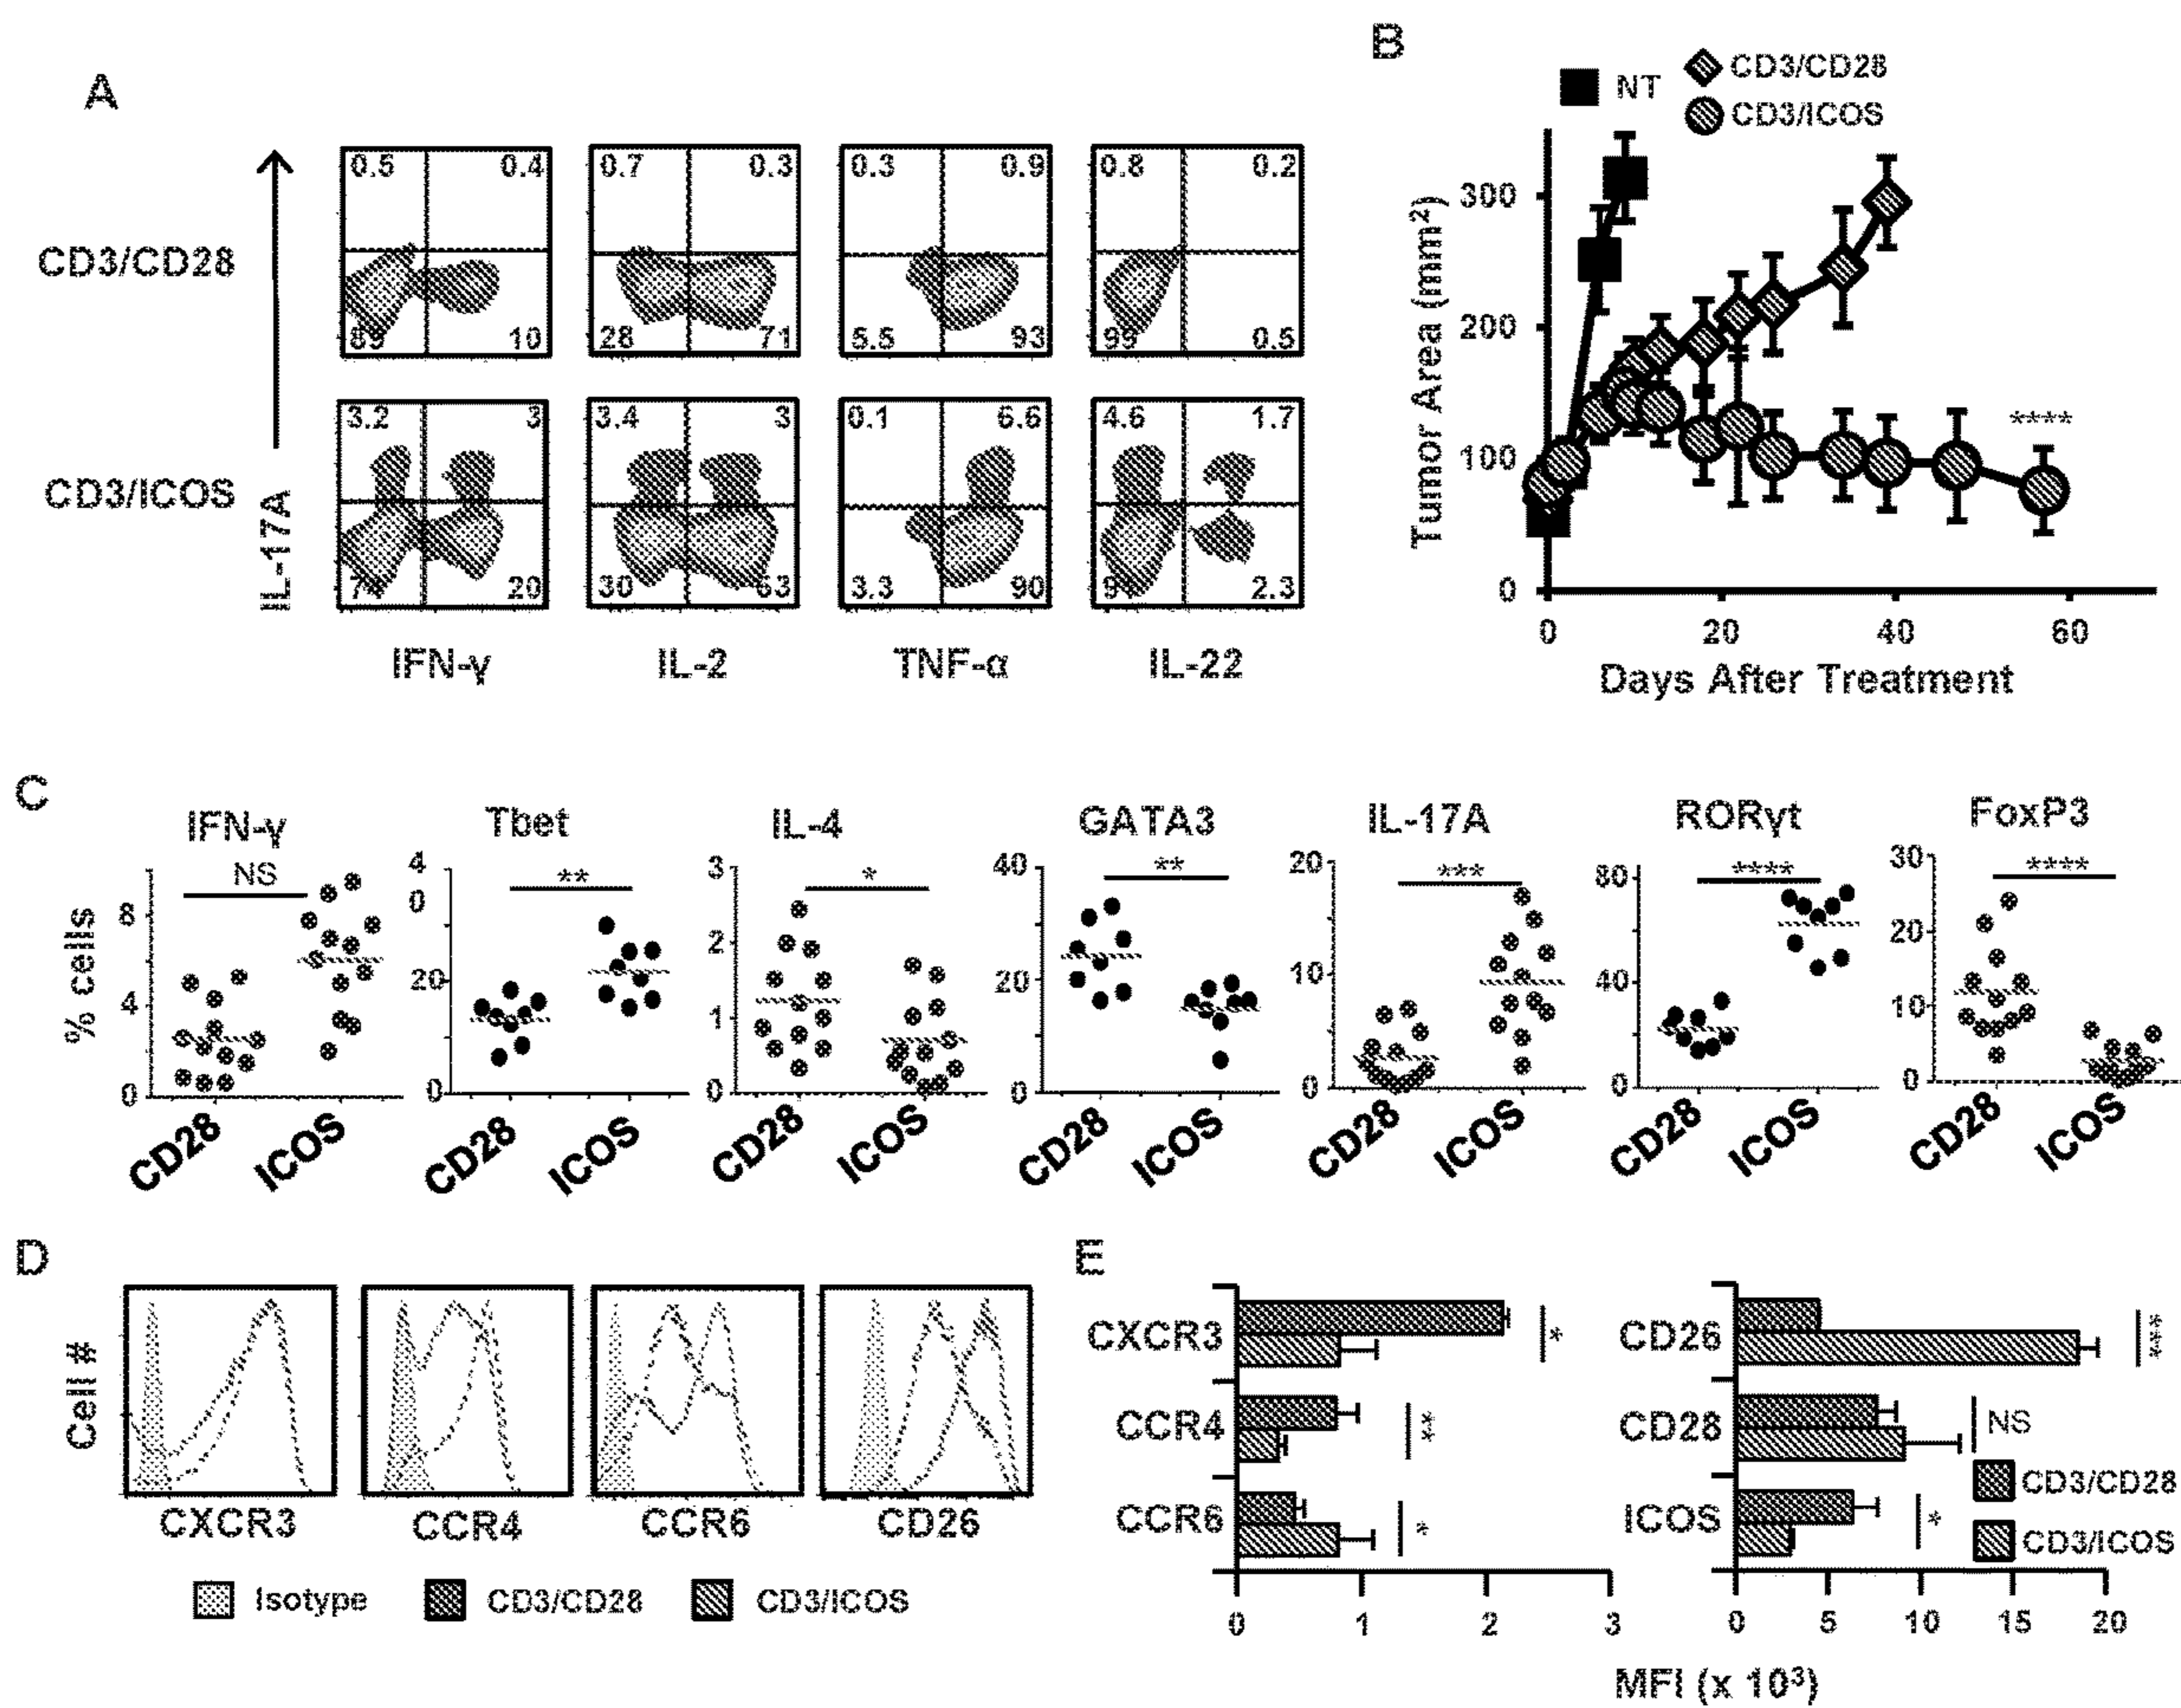 A
CD3/CD28
CD3/ICOS
IL-17A
0.5 0.4
89 10
0.7 0.3
28 71
0.3 0.9
5.5 93
0.8 0.2
99 0.5
3.2 3
74 20
3.4 3
30 63
0.1 6.6
3.3 90
4.6 1.7
91 2.3
IFN-γ IL-2 TNF-α IL-22
B
NT
CD3/CD28
CD3/ICOS
Tumor Area (mm²)
300
200
100
0
****
0 20 40 60
Days After Treatment
C
% cells
IFN-γ
NS
8
4
0
CD28 ICOS
Tbet
**
4
0
20
0
CD28 ICOS
IL-4
*
3
2
1
0
CD28 ICOS
GATA3
**
40
20
0
CD28 ICOS
IL-17A
***
20
10
0
CD28 ICOS
RORγt
****
80
40
0
CD28 ICOS
FoxP3
****
30
20
10
0
CD28 ICOS
D
Cell #
CXCR3 CCR4 CCR6 CD26
Isotype CD3/CD28 CD3/ICOS
E
CXCR3 *
CCR4 **
CCR6 *
0 1 2 3
CD26 ***
CD28 NS
ICOS *
CD3/CD28
CD3/ICOS
0 5 10 15 20
MFI (x 10³)